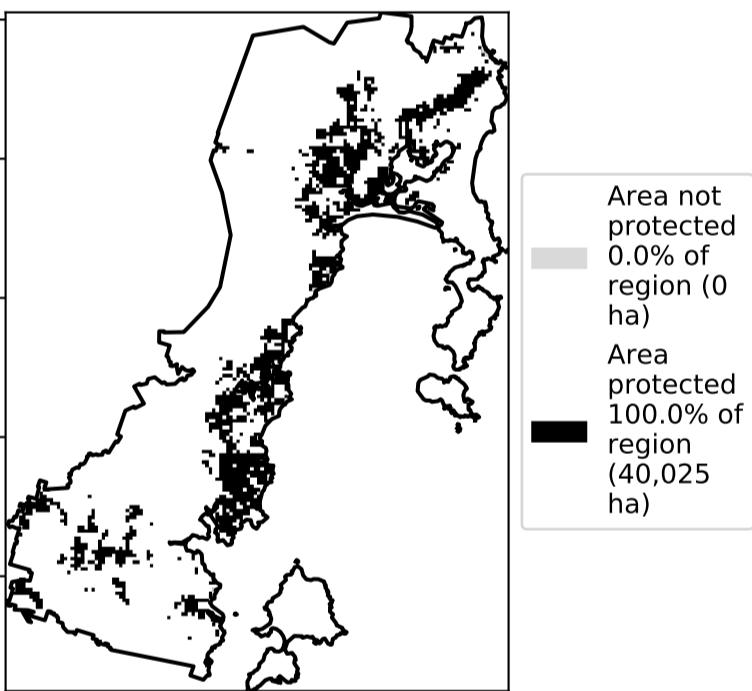 Area not
protected
0.0% of
region (0
ha)
Area
protected
100.0% of
region
(40,025
ha)